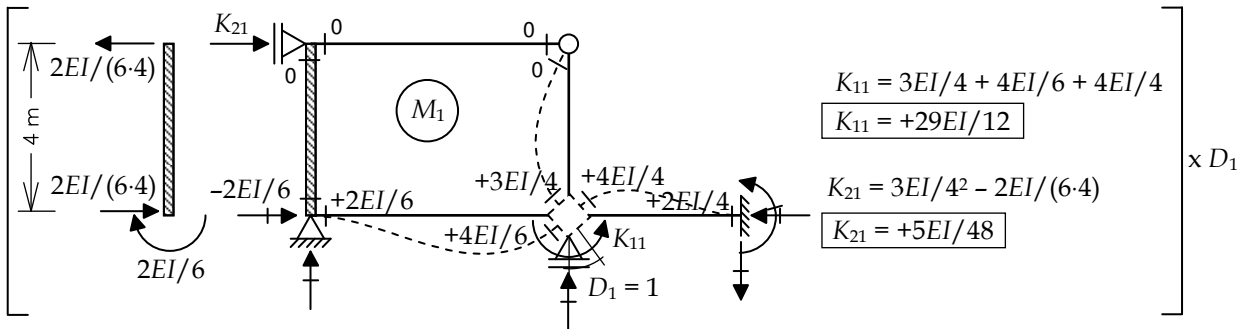 K₂₁
0
0
0
0
2EI/(6·4)
4 m
M₁
K₁₁ = 3EI/4 + 4EI/6 + 4EI/4
K₁₁ = +29EI/12
x D₁
2EI/(6·4)
–2EI/6
+2EI/6
+3EI/4
+4EI/4
+2EI/4
K₂₁ = 3EI/4² – 2EI/(6·4)
K₂₁ = +5EI/48
+4EI/6
K₁₁
2EI/6
D₁ = 1